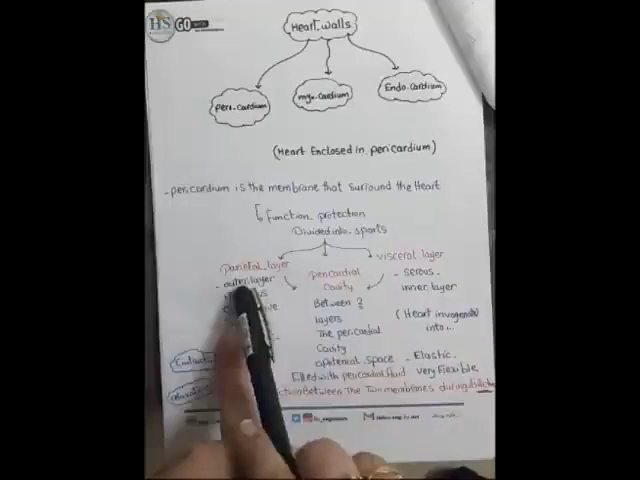 HS GO
Heart walls
peri-cardium
myo-cardium
Endo-cardium
(Heart Enclosed in pericardium)
- pericardium is the membrane that surround the Heart
Function protection
Divided into 3 parts
parietal layer
- outer layer
pericardial
cavity
Between 2
layers
The pericardial
cavity
a potential space
Filled with pericardial fluid
visceral layer
- serous
inner layer
(Heart invogenated
into..
- Elastic
very Flexible
Between The Two membranes during